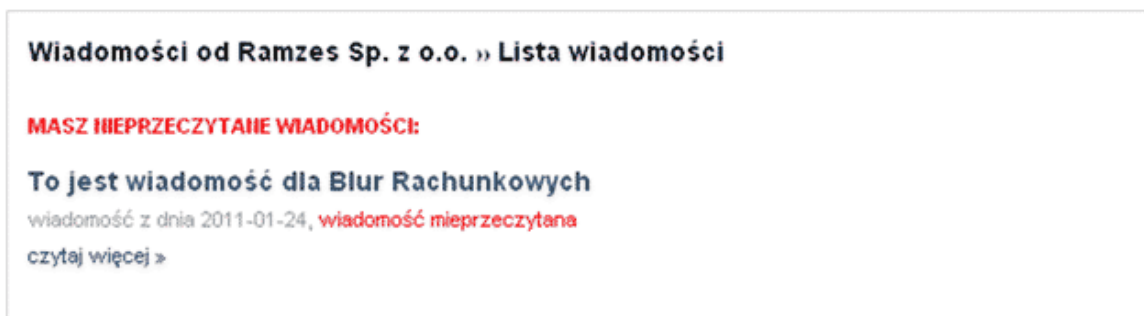 Wiadomości od Ramzes Sp. z o.o. » Lista wiadomości
MASZ NIEPRZECZYTANE WIADOMOŚCI:
To jest wiadomość dla Biur Rachunkowych
wiadomość z dnia 2011-01-24, wiadomość nieprzeczytana
czytaj więcej »